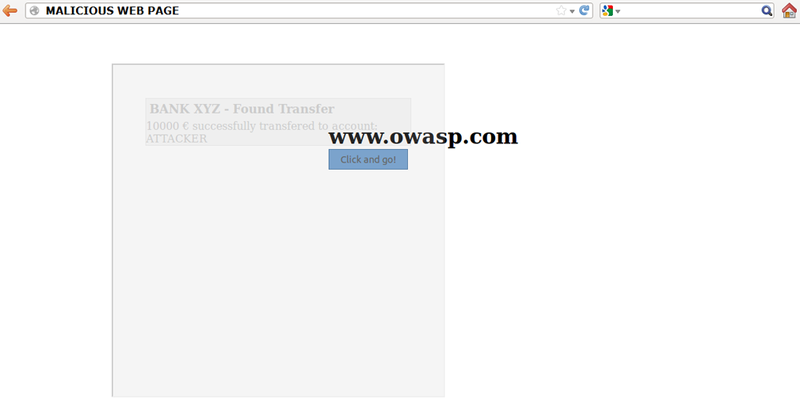 MALICIOUS WEB PAGE
BANK XYZ - Found Transfer
10000 € successfully transfered to account:
ATTACKER
www.owasp.com
Click and go!